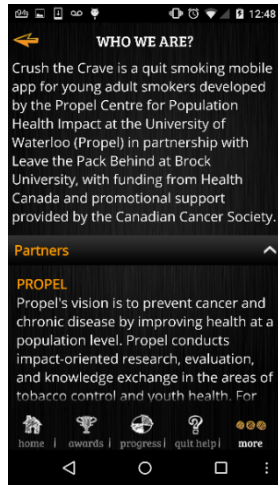 12:48
WHO WE ARE?
Crush the Crave is a quit smoking mobile
app for young adult smokers developed
by the Propel Centre for Population
Health Impact at the University of
Waterloo (Propel) in partnership with
Leave the Pack Behind at Brock
University, with funding from Health
Canada and promotional support
provided by the Canadian Cancer Society.
Partners
PROPEL
Propel's vision is to prevent cancer and
chronic disease by improving health at a
population level. Propel conducts
impact-oriented research, evaluation,
and knowledge exchange in the areas of
tobacco control and youth health. For
home awards progress quit help more